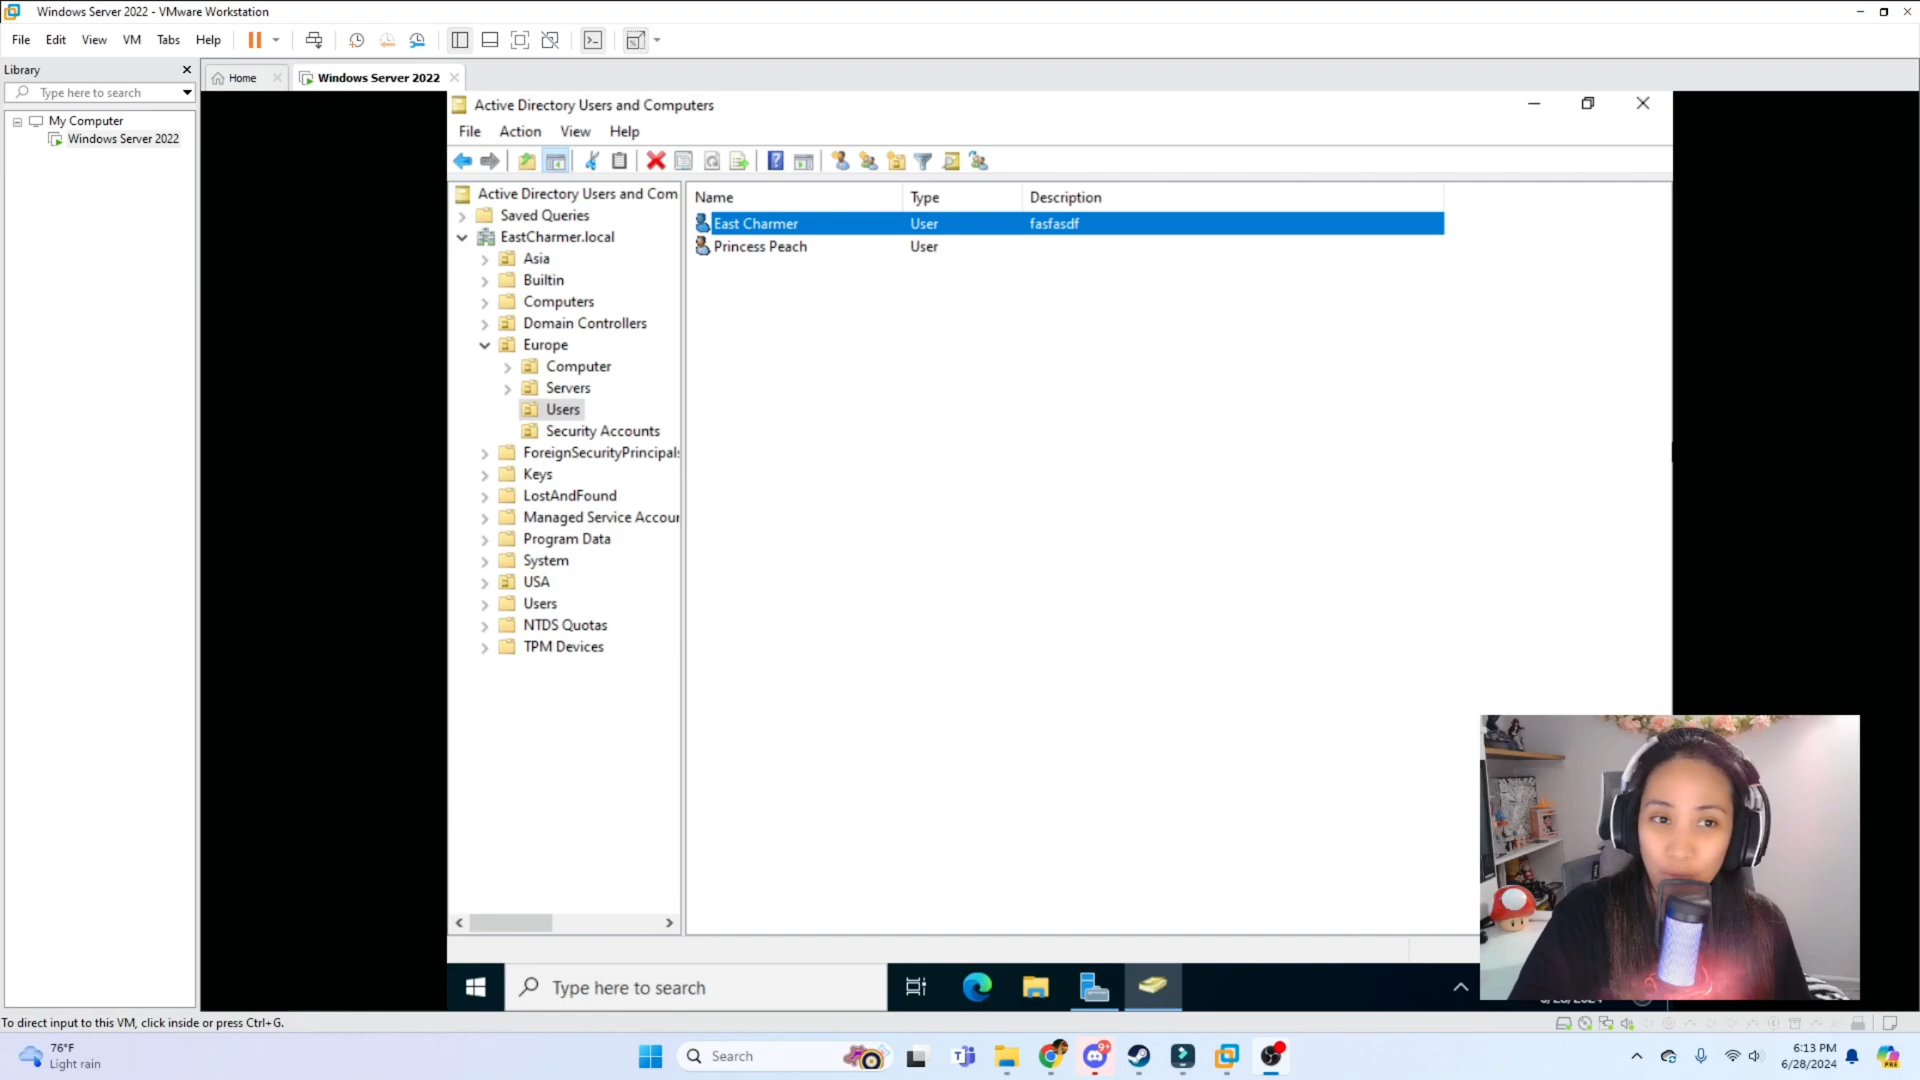 Windows Server 2022 - VMware Workstation
File Edit View VM Tabs Help
Library
Home
Windows Server 2022
Type here to search
My Computer
Windows Server 2022
Active Directory Users and Computers
File Action View Help
Active Directory Users and Com
Saved Queries
EastCharmer.local
Asia
Builtin
Computers
Domain Controllers
Europe
Computer
Servers
Users
Security Accounts
ForeignSecurityPrincipals
Keys
LostAndFound
Managed Service Accour
Program Data
System
USA
Users
NTDS Quotas
TPM Devices
Name Type Description
East Charmer User fasfasdf
Princess Peach User
Type here to search
To direct input to this VM, click inside or press Ctrl+G.
76°F
Light rain
Search
9+
6:13 PM
6/28/2024
PRE